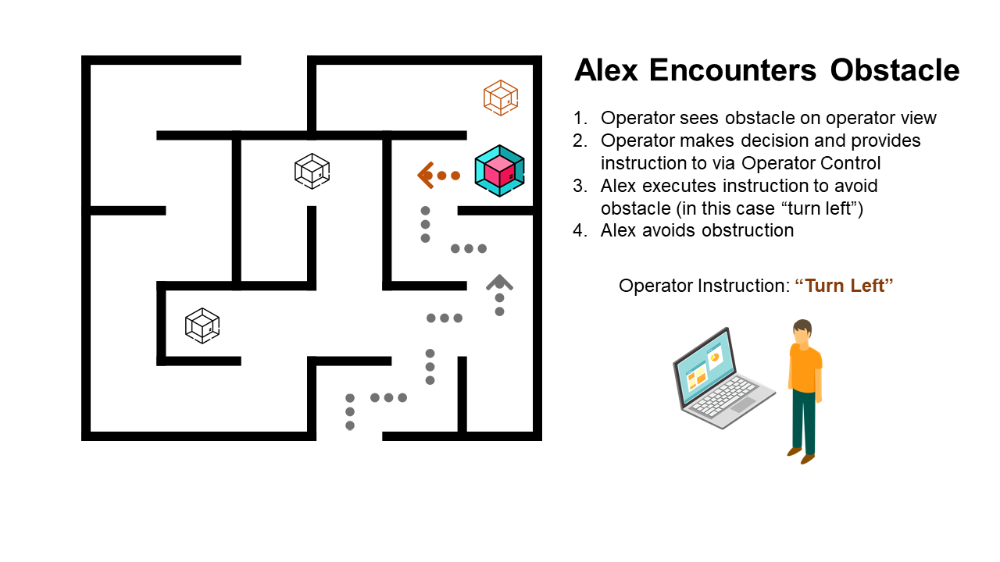 Alex Encounters Obstacle
1. Operator sees obstacle on operator view
2. Operator makes decision and provides
instruction to via Operator Control
3. Alex executes instruction to avoid
obstacle (in this case “turn left”)
4. Alex avoids obstruction
Operator Instruction: “Turn Left”